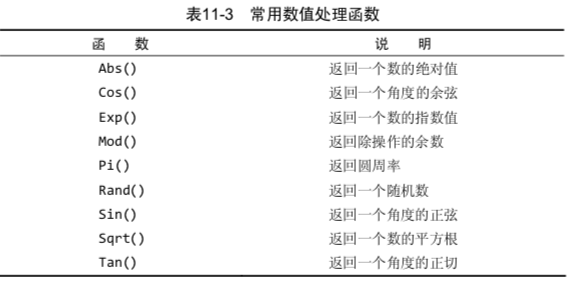 表11-3 常用数值处理函数
函 数 说 明
Abs() 返回一个数的绝对值
Cos() 返回一个角度的余弦
Exp() 返回一个数的指数值
Mod() 返回除操作的余数
Pi() 返回圆周率
Rand() 返回一个随机数
Sin() 返回一个角度的正弦
Sqrt() 返回一个数的平方根
Tan() 返回一个角度的正切